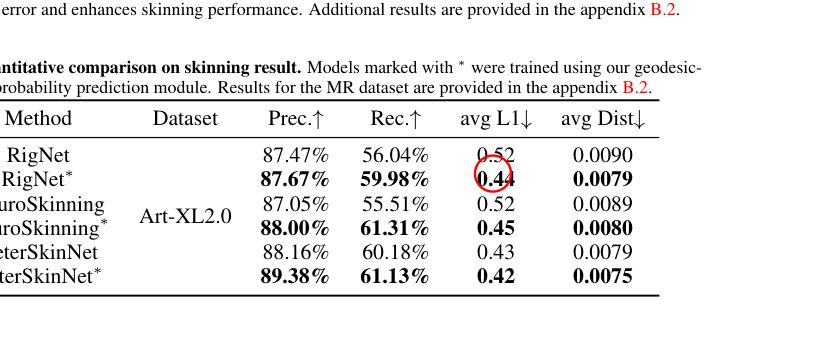 error and enhances skinning performance. Additional results are provided in the appendix B.2.
ntitative comparison on skinning result. Models marked with * were trained using our geodesic-
robability prediction module. Results for the MR dataset are provided in the appendix B.2.
Method Dataset Prec.↑ Rec.↑ avg L1↓ avg Dist↓
RigNet 87.47% 56.04% 0.52 0.0090
RigNet* 87.67% 59.98% 0.44 0.0079
uroSkinning 87.05% 55.51% 0.52 0.0089
Art-XL2.0
uroSkinning* 88.00% 61.31% 0.45 0.0080
eterSkinNet 88.16% 60.18% 0.43 0.0079
terSkinNet* 89.38% 61.13% 0.42 0.0075